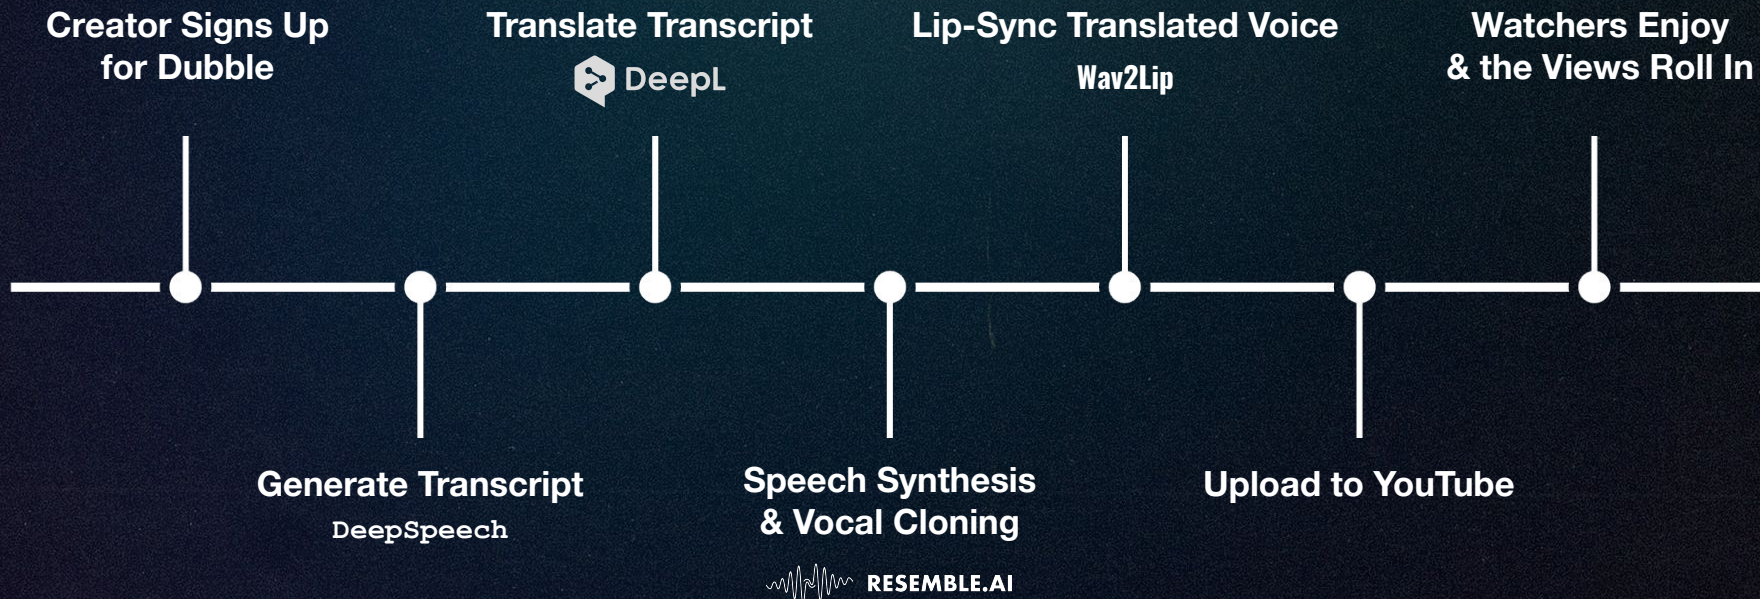 Creator Signs Up
for Dubble
Generate Transcript
DeepSpeech
Translate Transcript
DeepL
Speech Synthesis
& Vocal Cloning
RESEMBLE.AI
Lip-Sync Translated Voice
Wav2Lip
Upload to YouTube
Watchers Enjoy
& the Views Roll In